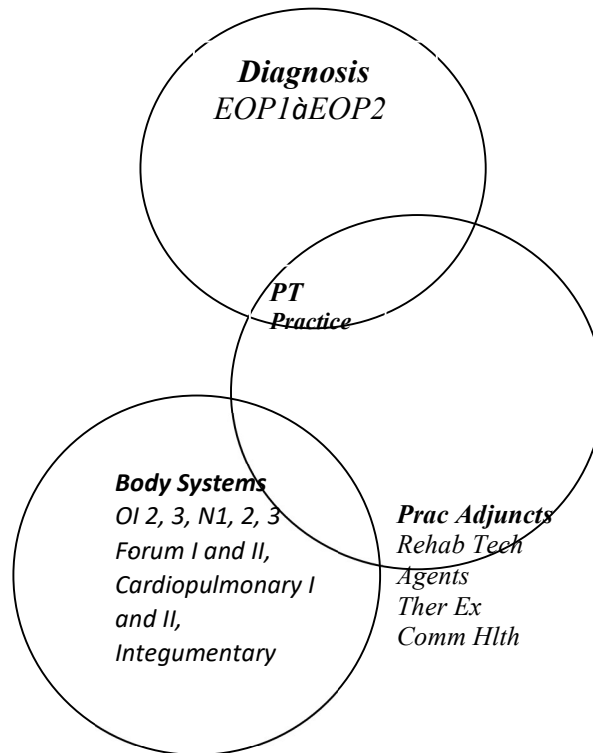 Diagnosis
EOP1àEOP2
PT
Practice
Body Systems
OI 2, 3, N1, 2, 3
Forum I and II,
Cardiopulmonary I
and II,
Integumentary
Prac Adjuncts
Rehab Tech
Agents
Ther Ex
Comm Hlth